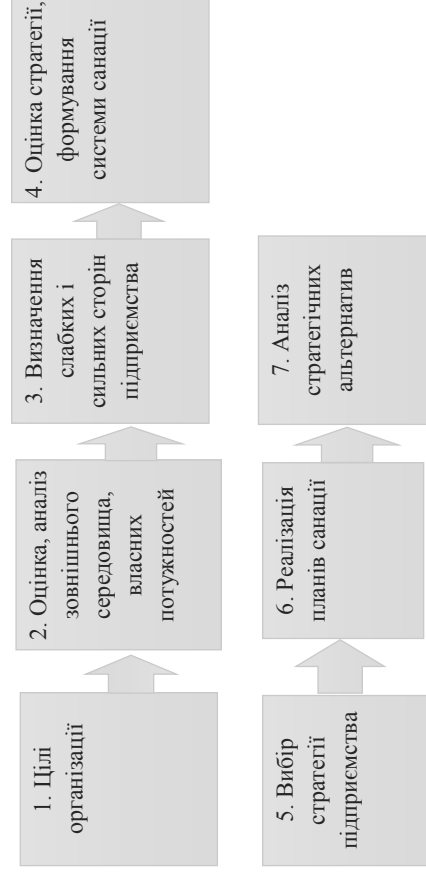 1. Цілі
організації
2. Оцінка, аналіз
зовнішнього
середовища,
власних
потужностей
3. Визначення
слабких і
сильних сторін
підприємства
4. Оцінка стратегії,
формування
системи санації
5. Вибір
стратегії
підприємства
6. Реалізація
планів санації
7. Аналіз
стратегічних
альтернатив